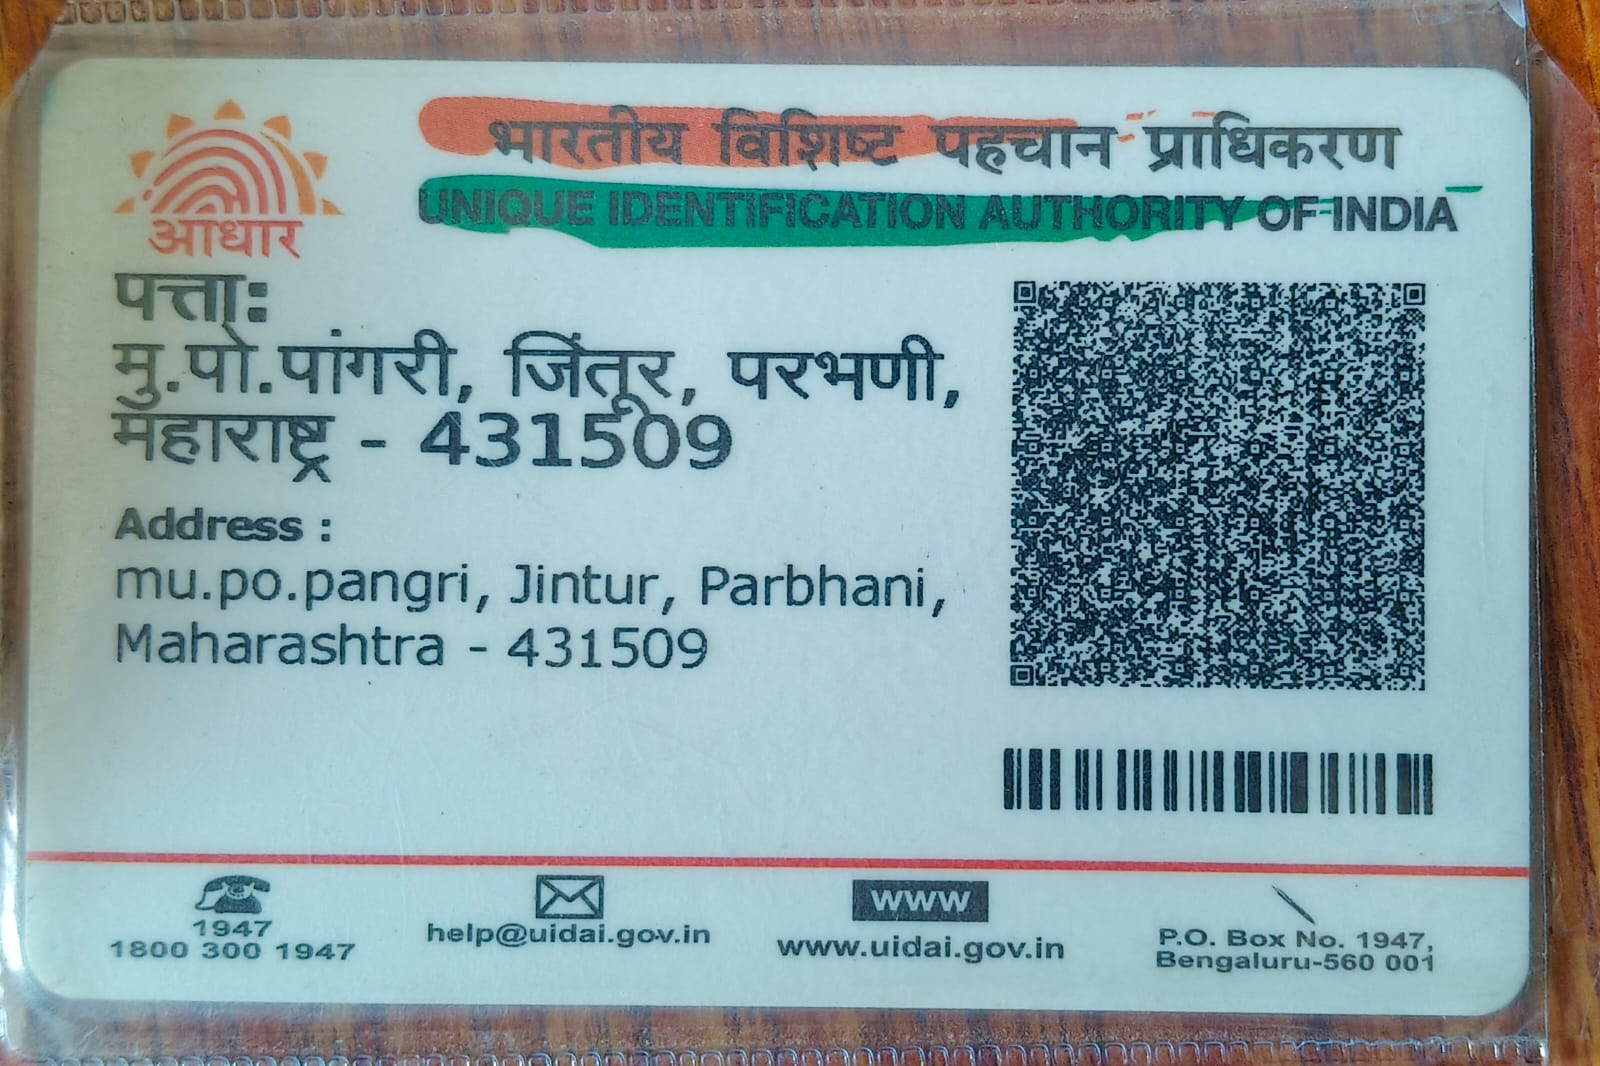 आधार
भारतीय विशिष्ट पहचान प्राधिकरण
UNIQUE IDENTIFICATION AUTHORITY OF INDIA
पत्ता:
मु.पो.पांगरी, जिंतूर, परभणी,
महाराष्ट्र - 431509
Address :
mu.po.pangri, Jintur, Parbhani,
Maharashtra - 431509
1947
1800 300 1947
help@uidai.gov.in
www
www.uidai.gov.in
P.O. Box No. 1947,
Bengaluru-560 001